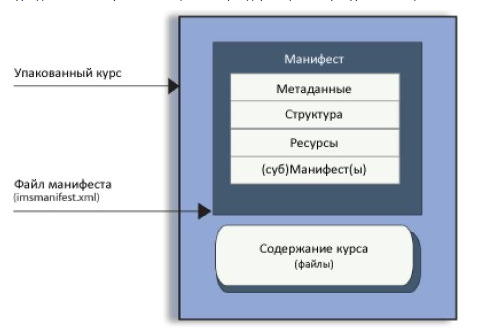 Манифест
Упакованный курс
Метаданные
Структура
Ресурсы
(суб)Манифест(ы)
Файл манифеста
(imsmanifest.xml)
Содержание курса
(файлы)